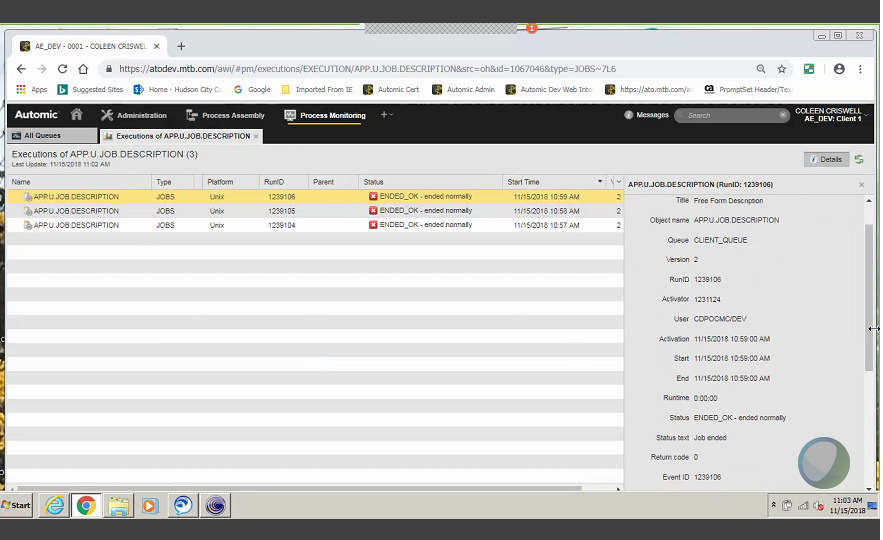 1
AE_DEV - 0001 - COLEEN CRISWELL
https://atodev.mtb.com/awi/#pm/executions/EXECUTION/APP.U.JOB.DESCRIPTION&src=oh&id=1067046&type=JOBS~7L6
Apps Suggested Sites Home - Hudson City C Google Imported From IE Automic Cert Automic Admin Automic Dev Web Inte https://ato.mtb.com/a PromptSet Header/Text
Automic Administration Process Assembly Process Monitoring Messages Search COLEEN CRISWELL
AE_DEV: Client 1
All Queues Executions of APP.U.JOB.DESCRIPTION
Executions of APP.U.JOB.DESCRIPTION (3)
Last Update: 11/15/2018 11:02 AM
Details
Name Type Platform RunID Parent Status Start Time
APP.U.JOB.DESCRIPTION JOBS Unix 1239106 ENDED_OK - ended normally 11/15/2018 10:59 AM 2
APP.U.JOB.DESCRIPTION JOBS Unix 1239105 ENDED_OK - ended normally 11/15/2018 10:58 AM 2
APP.U.JOB.DESCRIPTION JOBS Unix 1239104 ENDED_OK - ended normally 11/15/2018 10:57 AM 2
APP.U.JOB.DESCRIPTION (RunID: 1239106)
Title Free Form Description
Object name APP.U.JOB.DESCRIPTION
Queue CLIENT_QUEUE
Version 2
RunID 1239106
Activator 1231124
User CDPOCMC/DEV
Activation 11/15/2018 10:59:00 AM
Start 11/15/2018 10:59:00 AM
End 11/15/2018 10:59:00 AM
Runtime 0:00:00
Status ENDED_OK - ended normally
Status text Job ended
Return code 0
Event ID 1239106
Start
11:03 AM
11/15/2018